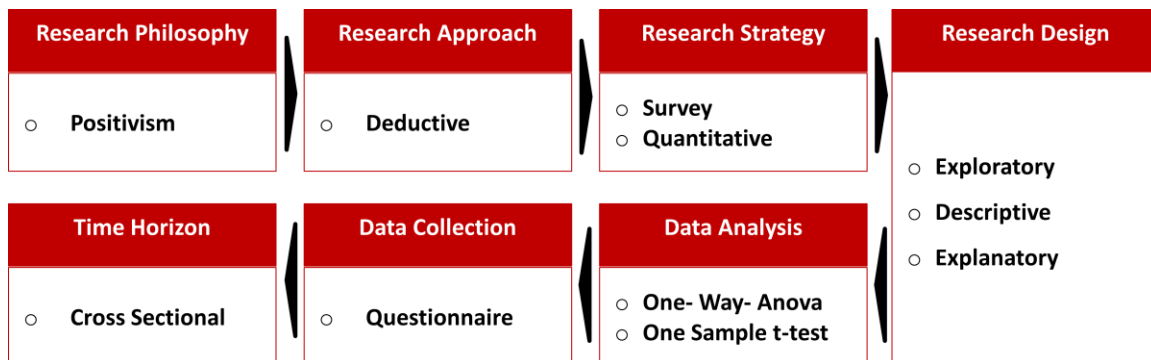 Research Philosophy
○ Positivism
Research Approach
○ Deductive
Research Strategy
○ Survey
○ Quantitative
Research Design
○ Exploratory
○ Descriptive
○ Explanatory
Data Analysis
○ One- Way- Anova
○ One Sample t-test
Data Collection
○ Questionnaire
Time Horizon
○ Cross Sectional